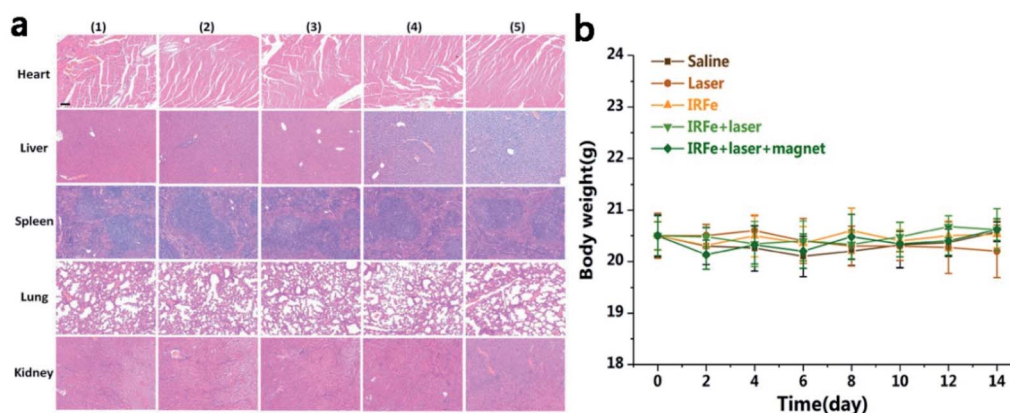 a
(1) (2) (3) (4) (5)
Heart
Liver
Spleen
Lung
Kidney
b
24
23
22
21
20
19
18
Body weight(g)
Saline
Laser
IRFe
IRFe+laser
IRFe+laser+magnet
0 2 4 6 8 10 12 14
Time(day)